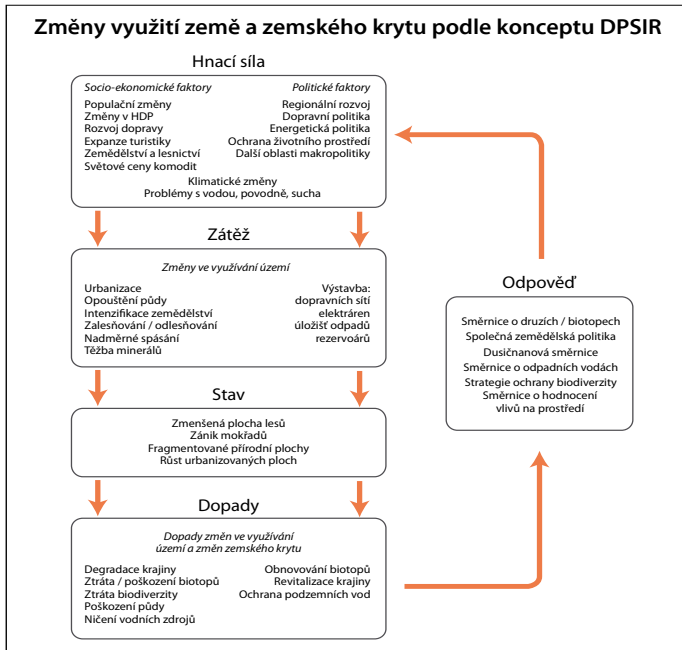 Změny využití země a zemského krytu podle konceptu DPSIR
Hnací síla
Socio-ekonomické faktory
Populační změny
Změny v HDP
Rozvoj dopravy
Expanze turistiky
Zemědělství a lesnictví
Světové ceny komodit
Politické faktory
Regionální rozvoj
Dopravní politika
Energetická politika
Ochrana životního prostředí
Další oblasti makropolitiky
Klimatické změny
Problémy s vodou, povodně, sucha
Zátěž
Změny ve využívání území
Urbanizace
Opouštění půdy
Intenzifikace zemědělství
Zalesňování / odlesňování
Nadměrné spásání
Těžba minerálů
Výstavba:
dopravních sítí
elektráren
úložišť odpadů
rezervoárů
Stav
Zmenšená plocha lesů
Zánik mokřadů
Fragmentované přírodní plochy
Růst urbanizovaných ploch
Dopady
Dopady změn ve využívání
území a změn zemského krytu
Degradace krajiny
Ztráta / poškození biotopů
Ztráta biodiverzity
Poškození půdy
Ničení vodních zdrojů
Obnovování biotopů
Revitalizace krajiny
Ochrana podzemních vod
Odpověď
Směrnice o druzích / biotopech
Společná zemědělská politika
Dusičnanová směrnice
Směrnice o odpadních vodách
Strategie ochrany biodiverzity
Směrnice o hodnocení
vlivů na prostředí